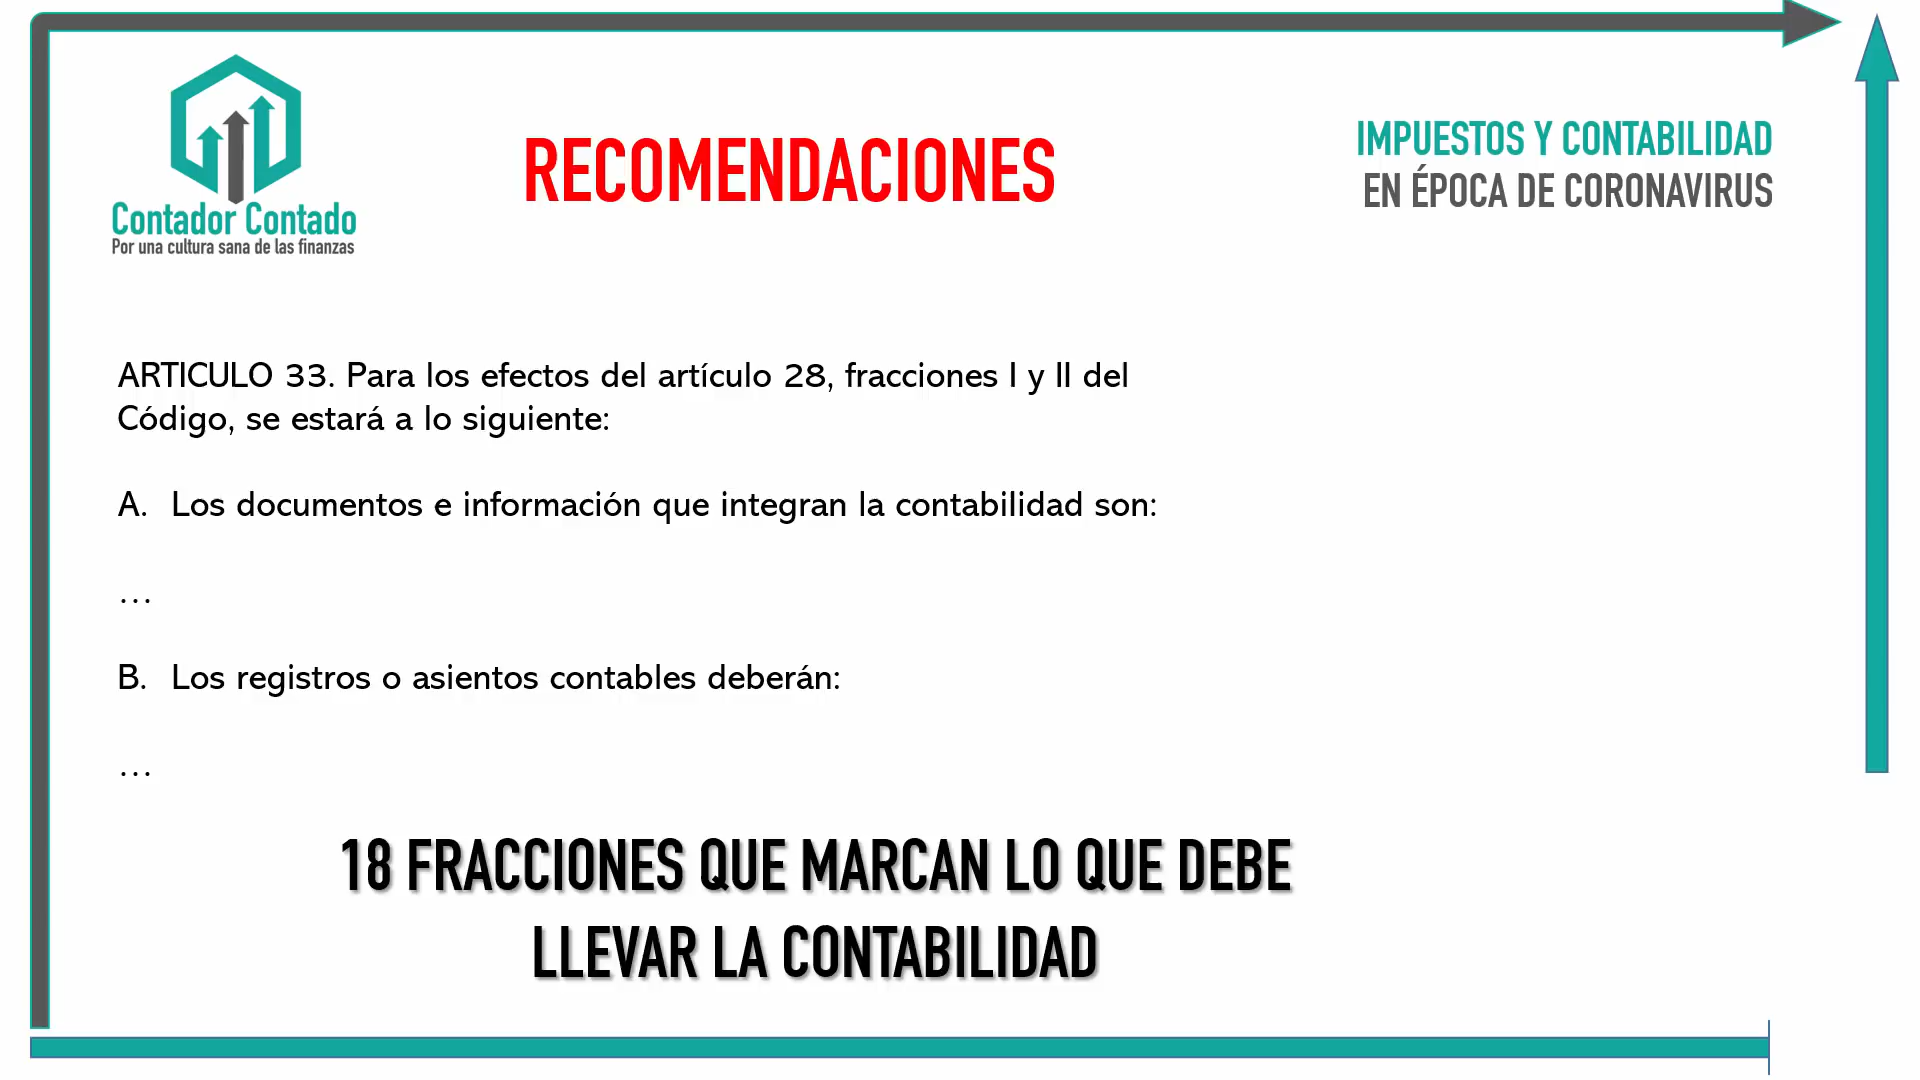 Contador Contado
Por una cultura sana de las finanzas
RECOMENDACIONES
IMPUESTOS Y CONTABILIDAD
EN ÉPOCA DE CORONAVIRUS
ARTICULO 33. Para los efectos del artículo 28, fracciones I y II del
Código, se estará a lo siguiente:
A. Los documentos e información que integran la contabilidad son:
...
B. Los registros o asientos contables deberán:
...
18 FRACCIONES QUE MARCAN LO QUE DEBE
LLEVAR LA CONTABILIDAD